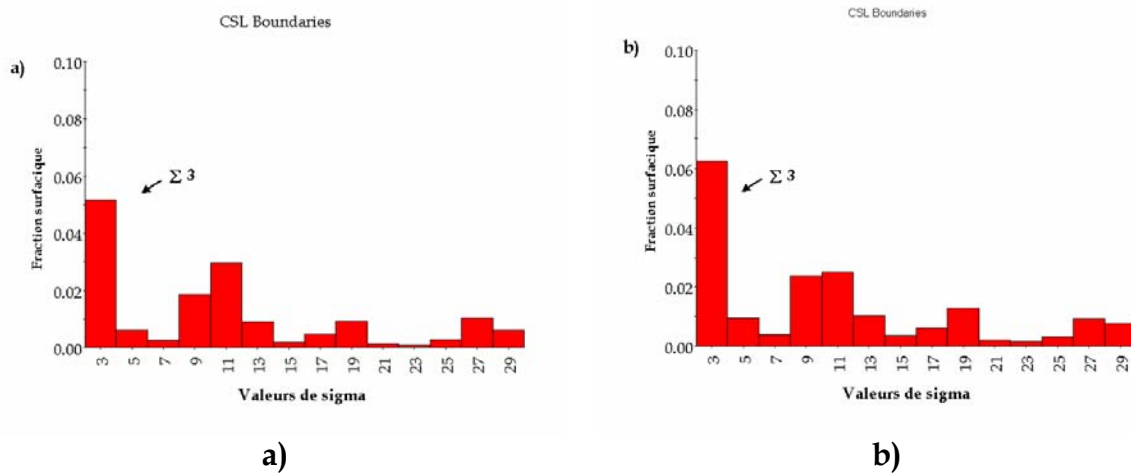 CSL Boundaries
a)
0.10
0.08
0.06
0.04
0.02
0.00
Fraction surfacique
Σ 3
3 5 7 9 11 13 15 17 19 21 23 25 27 29
Valeurs de sigma
a)
CSL Boundaries
b)
0.10
0.08
0.06
0.04
0.02
0.00
Fraction surfacique
Σ 3
3 5 7 9 11 13 15 17 19 21 23 25 27 29
Valeurs de sigma
b)